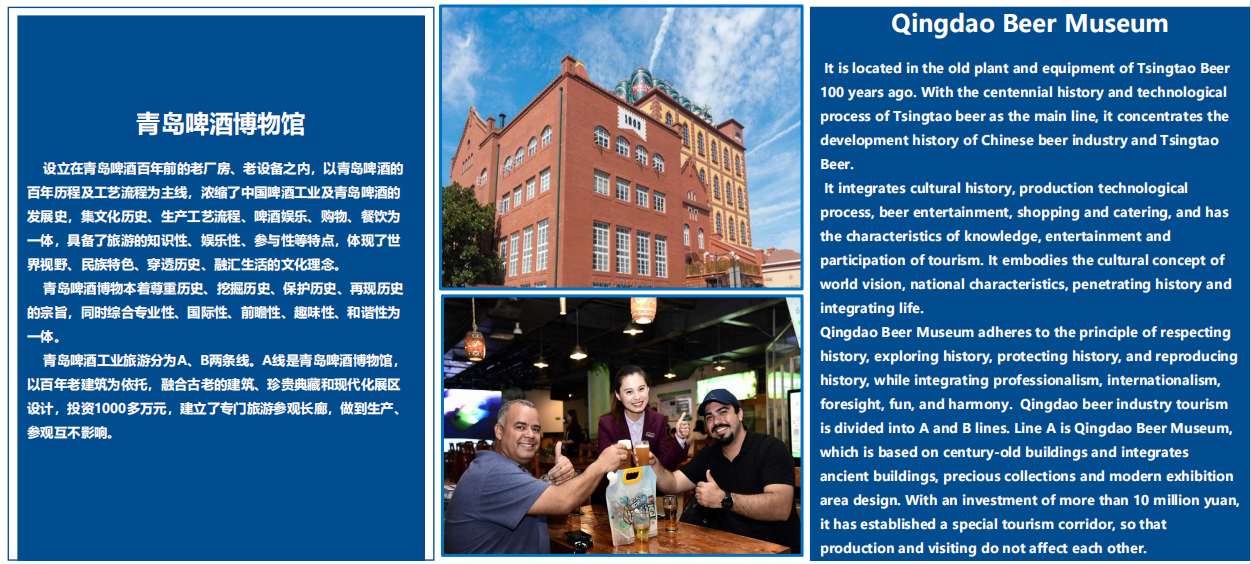 青岛啤酒博物馆
设立在青岛啤酒百年前的老厂房、老设备之内，以青岛啤酒的
百年历程及工艺流程为主线，浓缩了中国啤酒工业及青岛啤酒的
发展史，集文化历史、生产工艺流程、啤酒娱乐、购物、餐饮为
一体，具备了旅游的知识性、娱乐性、参与性等特点，体现了世
界视野、民族特色、穿透历史、融汇生活的文化理念。
青岛啤酒博物本着尊重历史、挖掘历史、保护历史、再现历史
的宗旨，同时综合专业性、国际性、前瞻性、趣味性、和谐性为
一体。
青岛啤酒工业旅游分为A、B两条线。A线是青岛啤酒博物馆，
以百年老建筑为依托，融合古老的建筑、珍贵典藏和现代化展区
设计，投资1000多万元，建立了专门旅游参观长廊，做到生产、
参观互不影响。
1903
Qingdao Beer Museum
It is located in the old plant and equipment of Tsingtao Beer
100 years ago. With the centennial history and technological
process of Tsingtao beer as the main line, it concentrates the
development history of Chinese beer industry and Tsingtao
Beer.
It integrates cultural history, production technological
process, beer entertainment, shopping and catering, and has
the characteristics of knowledge, entertainment and
participation of tourism. It embodies the cultural concept of
world vision, national characteristics, penetrating history and
integrating life.
Qingdao Beer Museum adheres to the principle of respecting
history, exploring history, protecting history, and reproducing
history, while integrating professionalism, internationalism,
foresight, fun, and harmony. Qingdao beer industry tourism
is divided into A and B lines. Line A is Qingdao Beer Museum,
which is based on century-old buildings and integrates
ancient buildings, precious collections and modern exhibition
area design. With an investment of more than 10 million yuan,
it has established a special tourism corridor, so that
production and visiting do not affect each other.